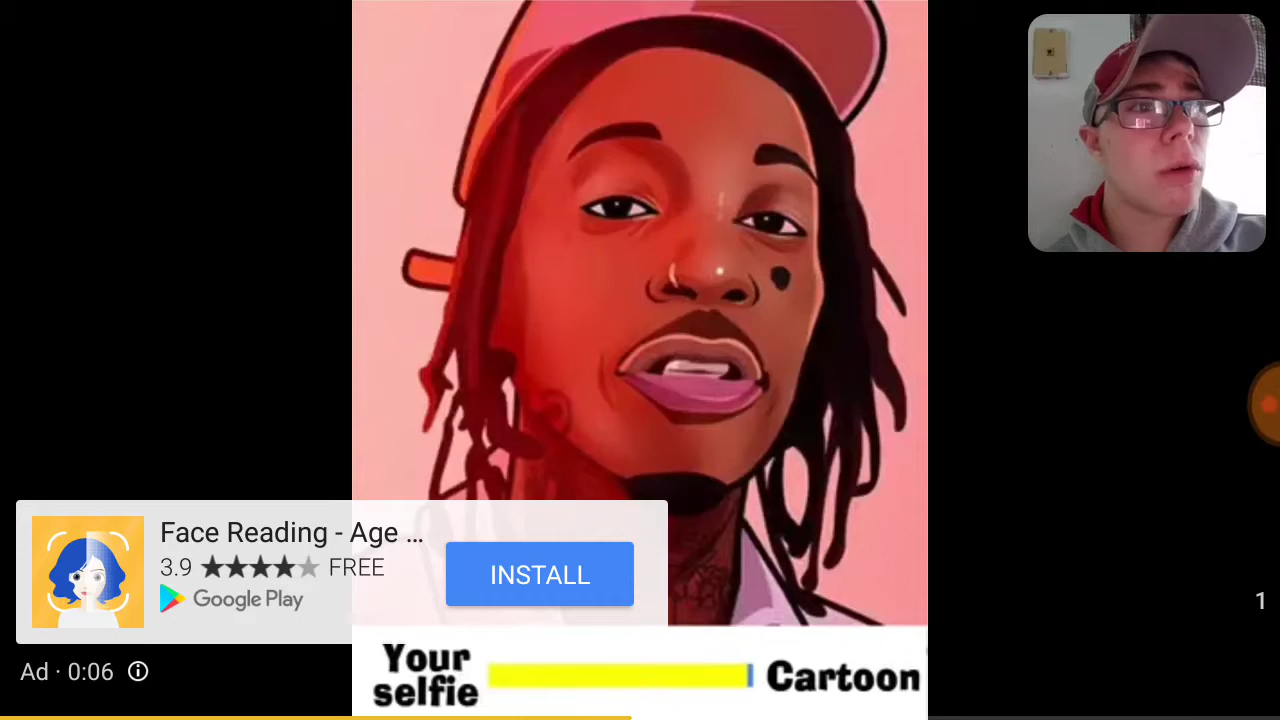 Face Reading - Age ...
3.9 FREE
Google Play
INSTALL
Ad · 0:06
1
Your
selfie
Cartoon